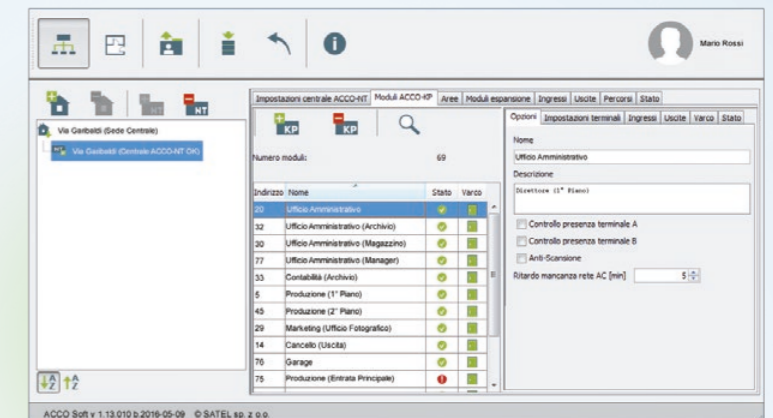 Mario Rossi
Impostazioni centrale ACCO-NT Moduli ACCO-KP Aree Moduli espansione Ingressi Uscite Percorsi Stato
NT NT
KP KP
Opzioni Impostazioni terminali Ingressi Uscite Varco Stato
Via Garibaldi (Sede Centrale)
NT Via Garibaldi (Centrale ACCO-NT OK)
Numero moduli: 69
Nome
Ufficio Amministrativo
Descrizione
Direttore (1° Piano)
Controllo presenza terminale A
Controllo presenza terminale B
Anti-Scansione
Ritardo mancanza rete AC [min] 5
Indirizzo Nome Stato Varco
20 Ufficio Amministrativo
32 Ufficio Amministrativo (Archivio)
30 Ufficio Amministrativo (Magazzino)
77 Ufficio Amministrativo (Manager)
33 Contabilità (Archivio)
5 Produzione (1° Piano)
45 Produzione (2° Piano)
29 Marketing (Ufficio Fotografico)
14 Cancello (Uscita)
76 Garage
75 Produzione (Entrata Principale)
A Z A Z
ACCO Soft v 1.13.010 b 2016-05-09 © SATEL sp. z o.o.